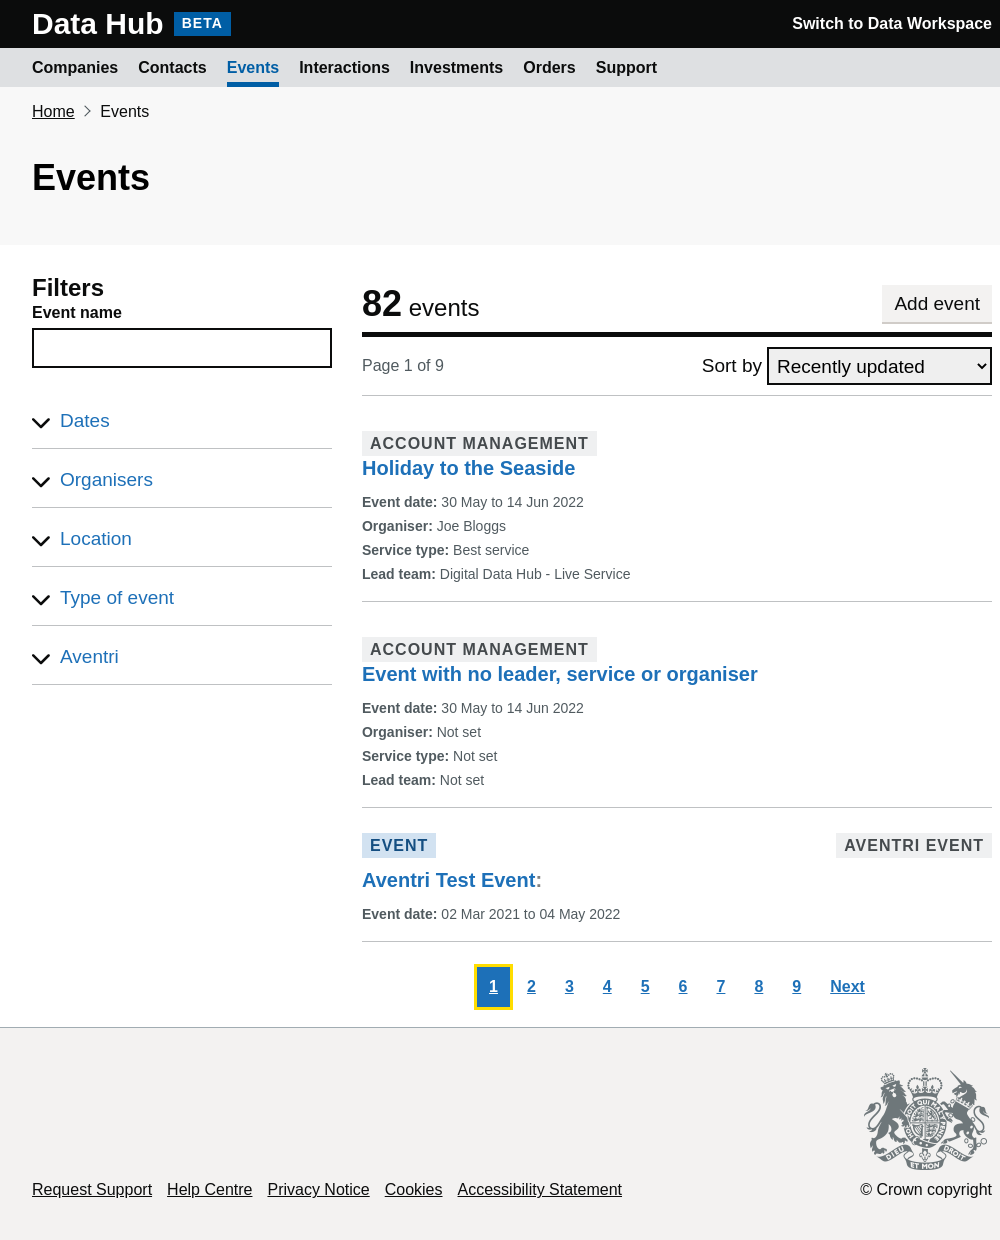 Data Hub BETA Switch to Data Workspace
Companies Contacts Events Interactions Investments Orders Support
Home Events
Events
Filters
Event name
Dates
Organisers
Location
Type of event
Aventri
82 events Add event
Page 1 of 9 Sort by Recently updated
ACCOUNT MANAGEMENT
Holiday to the Seaside
Event date: 30 May to 14 Jun 2022
Organiser: Joe Bloggs
Service type: Best service
Lead team: Digital Data Hub - Live Service
ACCOUNT MANAGEMENT
Event with no leader, service or organiser
Event date: 30 May to 14 Jun 2022
Organiser: Not set
Service type: Not set
Lead team: Not set
EVENT AVENTRI EVENT
Aventri Test Event:
Event date: 02 Mar 2021 to 04 May 2022
1 2 3 4 5 6 7 8 9 Next
DIEU ET MON DROIT
Request Support Help Centre Privacy Notice Cookies Accessibility Statement © Crown copyright